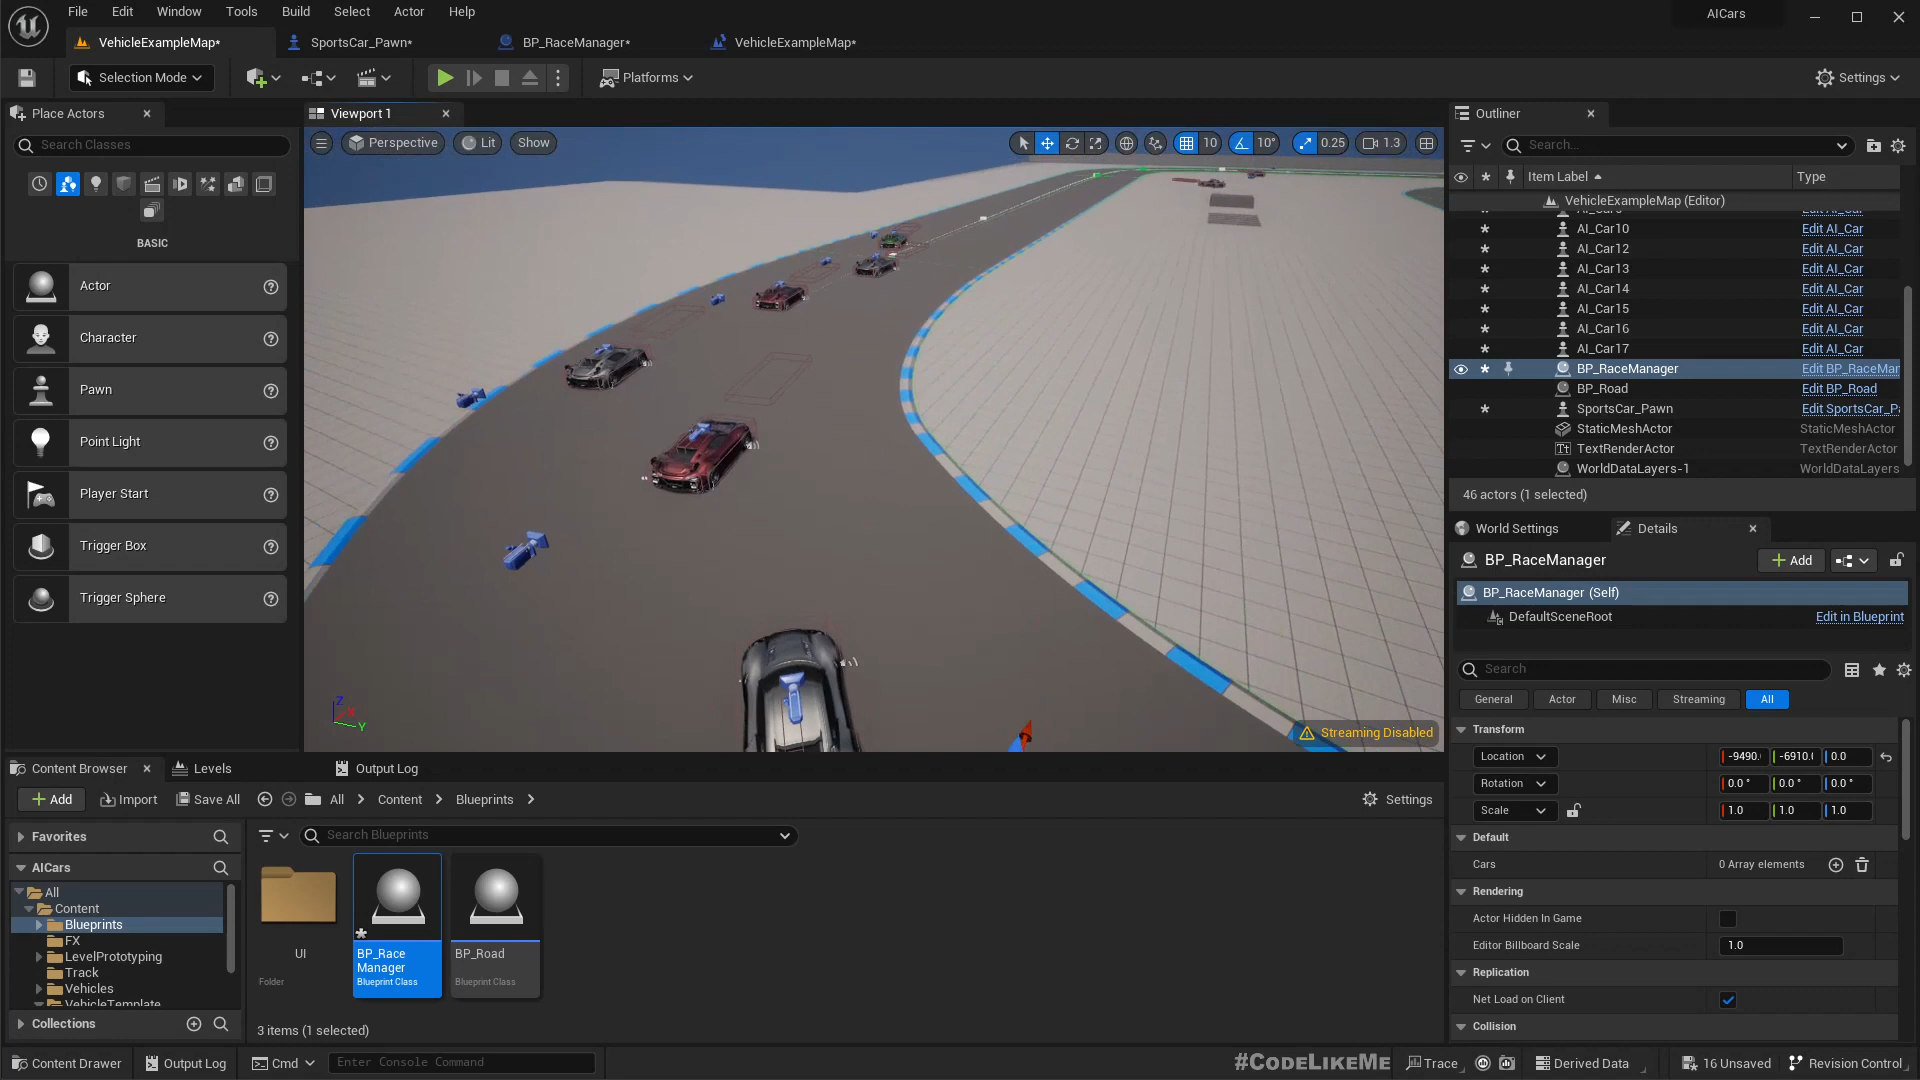 File Edit Window Tools Build Select Actor Help
AICars
VehicleExampleMap*
SportsCar_Pawn*
BP_RaceManager*
VehicleExampleMap*
Selection Mode
Platforms
Settings
Place Actors
Viewport 1
Outliner
Search Classes
Perspective
Lit
Show
10
10°
0.25
1.3
Search...
Item Label
Type
VehicleExampleMap (Editor)
AI_Car10 Edit AI_Car
AI_Car12 Edit AI_Car
AI_Car13 Edit AI_Car
AI_Car14 Edit AI_Car
AI_Car15 Edit AI_Car
AI_Car16 Edit AI_Car
AI_Car17 Edit AI_Car
BP_RaceManager Edit BP_RaceMan
BP_Road Edit BP_Road
SportsCar_Pawn Edit SportsCar_Pa
StaticMeshActor StaticMeshActor
TextRenderActor TextRenderActor
WorldDataLayers-1 WorldDataLayers
46 actors (1 selected)
BASIC
Actor
Character
Pawn
Point Light
Player Start
Trigger Box
Trigger Sphere
Z
X
Y
Streaming Disabled
World Settings
Details
BP_RaceManager
Add
BP_RaceManager (Self)
DefaultSceneRoot
Edit in Blueprint
Search
General
Actor
Misc
Streaming
All
Transform
Location -9490. -6910.( 0.0
Rotation 0.0 ° 0.0 ° 0.0 °
Scale 1.0 1.0 1.0
Default
Cars 0 Array elements
Rendering
Actor Hidden In Game
Editor Billboard Scale 1.0
Replication
Net Load on Client
Collision
Content Browser
Levels
Output Log
Add
Import
Save All
All
Content
Blueprints
Settings
Favorites
Search Blueprints
AICars
All
Content
Blueprints
FX
LevelPrototyping
Track
Vehicles
VehicleTemplate
Collections
UI
Folder
BP_Race
Manager
Blueprint Class
BP_Road
Blueprint Class
3 items (1 selected)
Content Drawer
Output Log
Cmd
Enter Console Command
#CODELIKEME
Trace
Derived Data
16 Unsaved
Revision Control